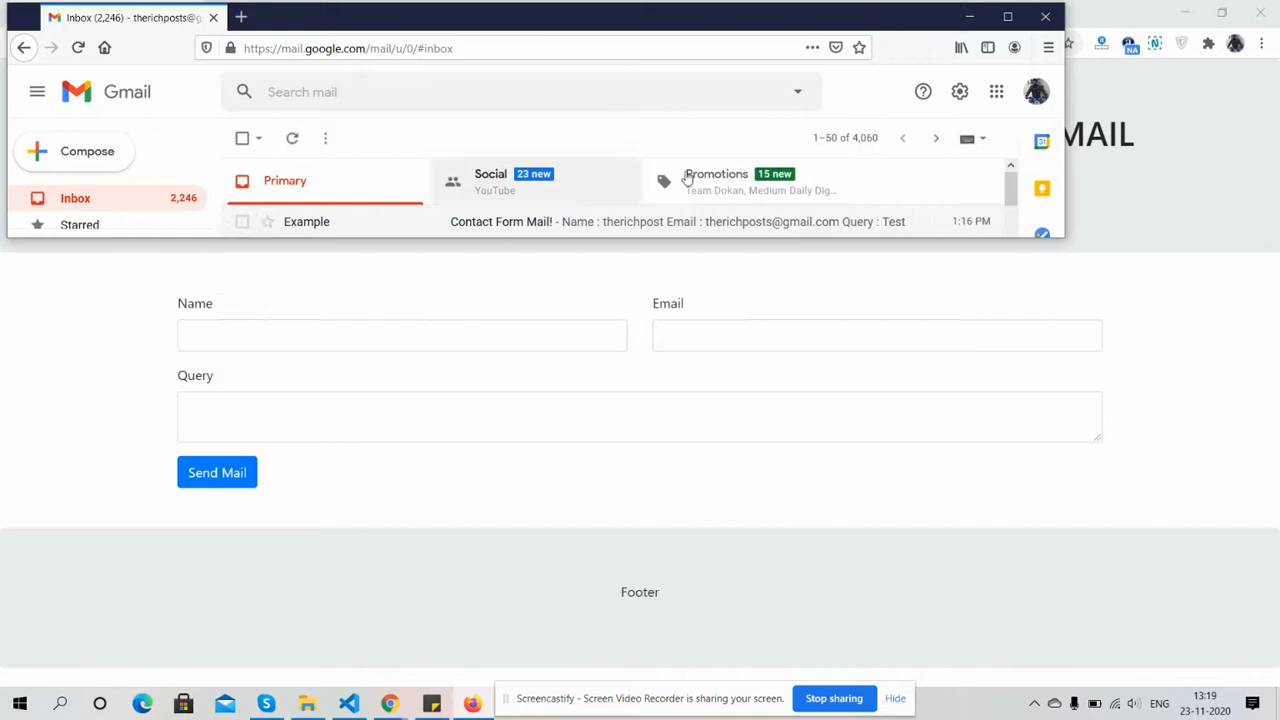 Inbox (2,246) - therichposts@g
https://mail.google.com/mail/u/0/#inbox
NA
Gmail
Search mail
MAIL
Compose
1–50 of 4,060
31
Primary
Social 23 new
YouTube
Promotions 15 new
Team Dokan, Medium Daily Dig...
Inbox 2,246
Starred
Example Contact Form Mail! - Name : therichpost Email : therichposts@gmail.com Query : Test 1:16 PM
Name Email
Query
Send Mail
Footer
Screencastify - Screen Video Recorder is sharing your screen. Stop sharing Hide
ENG
13:19
23-11-2020